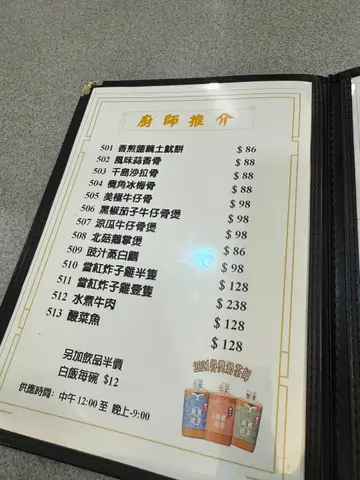 廚師推介
501 香煎蓮藕土魷餅 $86
502 風味蒜香骨 $88
503 千島沙拉骨 $88
504 欖角冰梅骨 $88
505 美極牛仔骨 $98
506 黑椒茄子牛仔骨煲 $98
507 涼瓜牛仔骨 $98
508 北菇鵝掌煲 $98
509 豉汁蒸白鱔 $86
510 當紅炸子雞半隻 $98
511 當紅炸子雞壹隻 $128
512 水煮牛肉 $238
513 酸菜魚 $128
$128
另加飲品半價
白飯每碗 $12
供應時間：中午12:00 至 晚上-9:00